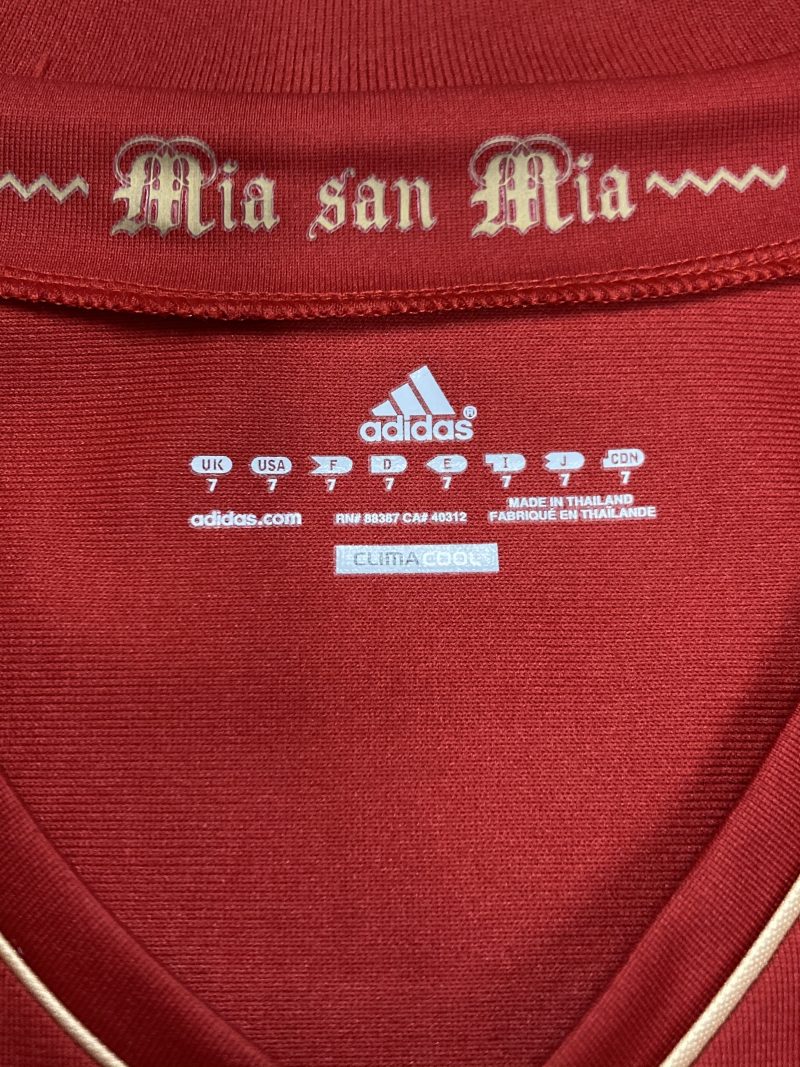 Mia san Mia
adidas®
UK USA F D E I J CDN
7 7 7 7 7 7 7 7
adidas.com RN# 88387 CA# 40312 MADE IN THAILAND
FABRIQUÉ EN THAÏLANDE
CLIMACOOL